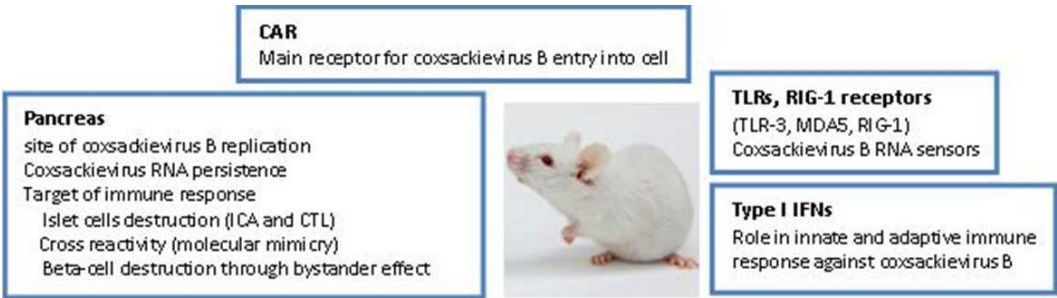 CAR
Main receptor for coxsackievirus B entry into cell
Pancreas
site of coxsackievirus B replication
Coxsackievirus RNA persistence
Target of immune response
Islet cells destruction (ICA and CTL)
Cross reactivity (molecular mimicry)
Beta-cell destruction through bystander effect
TLRs, RIG-1 receptors
(TLR-3, MDA5, RIG-1)
Coxsackievirus B RNA sensors
Type I IFNs
Role in innate and adaptive immune
response against coxsackievirus B